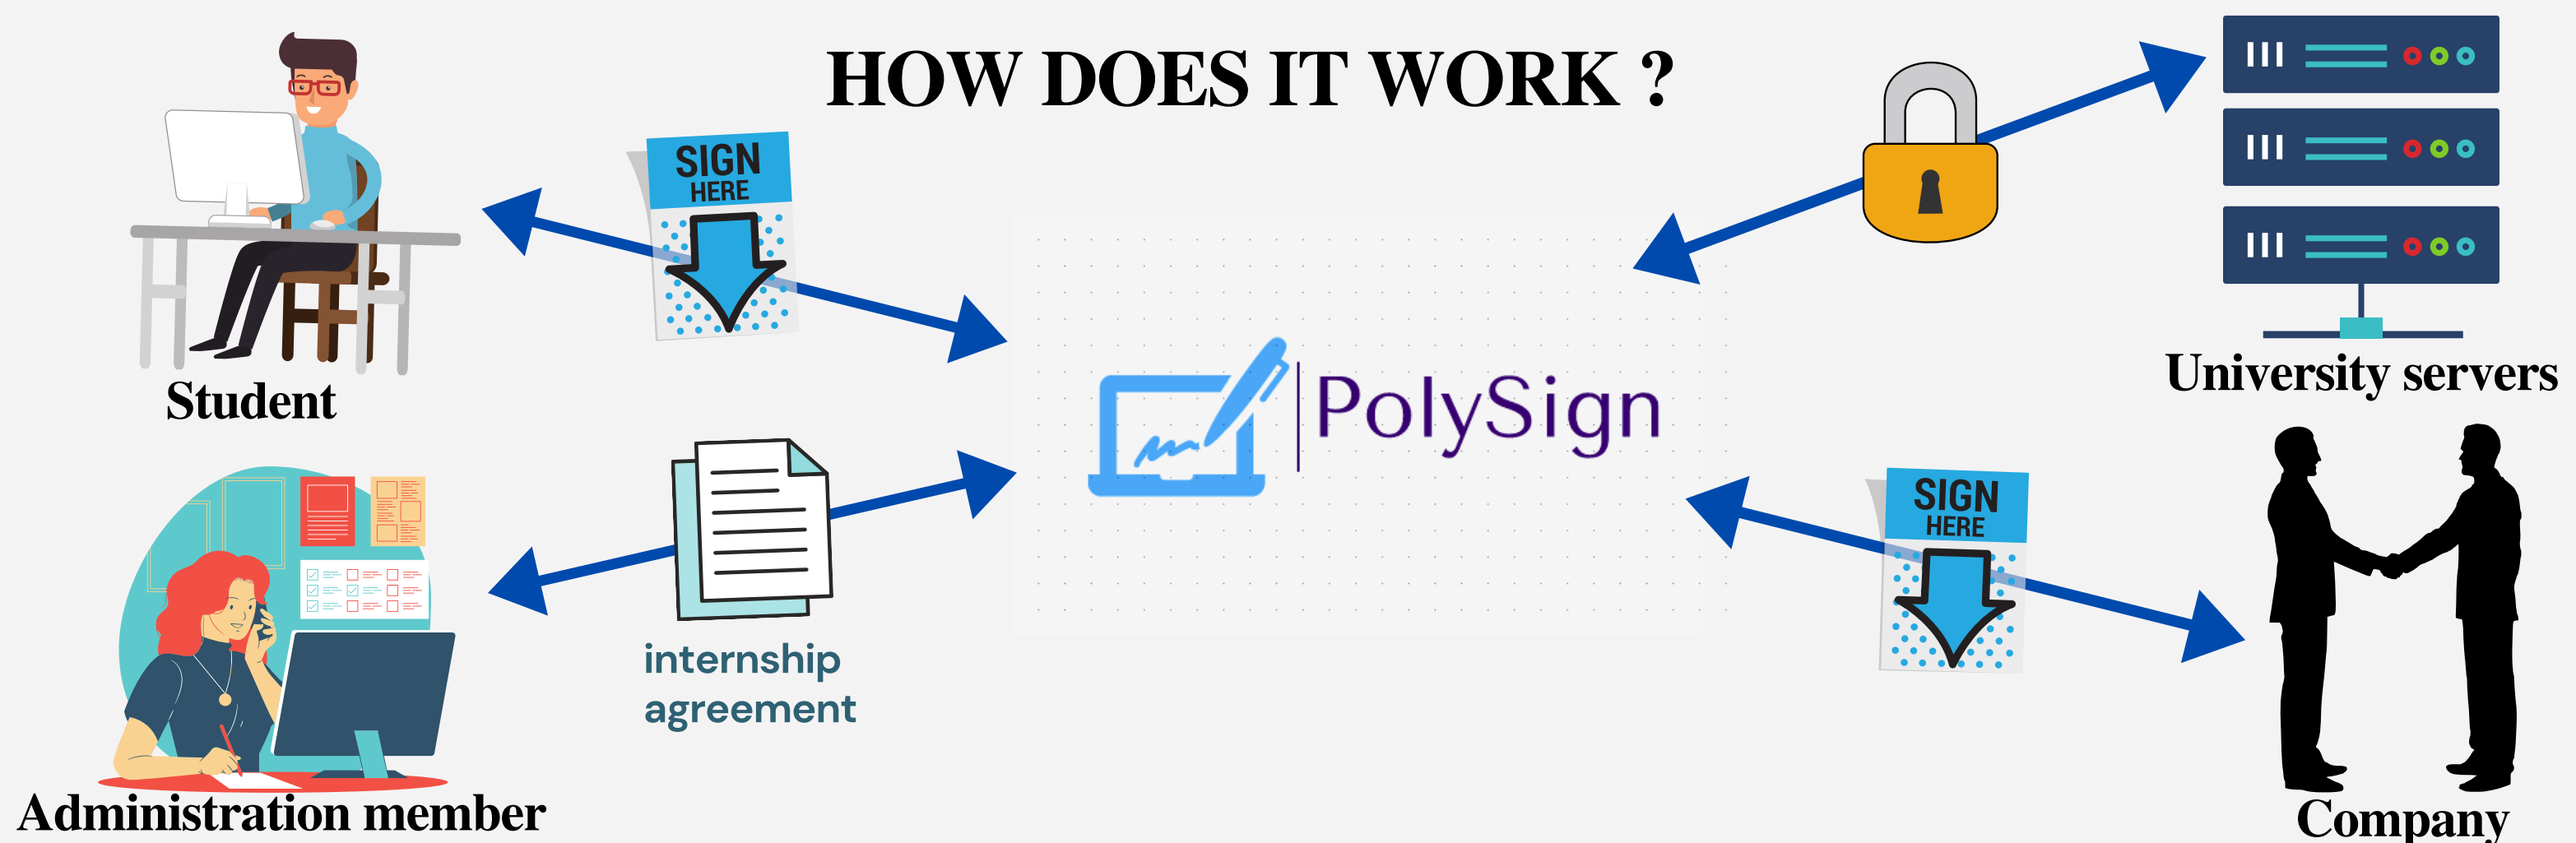 HOW DOES IT WORK ?
SIGN
HERE
Student
PolySign
University servers
internship
agreement
SIGN
HERE
Administration member
Company